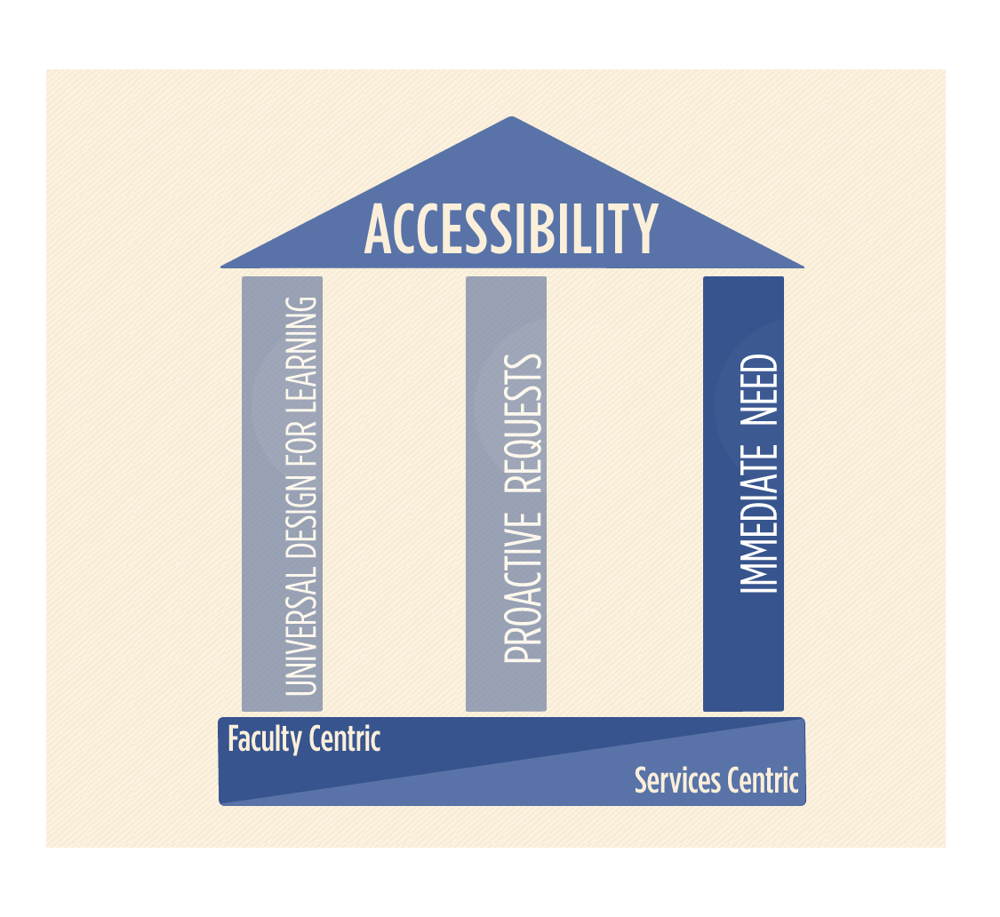 ACCESSIBILITY
UNIVERSAL DESIGN FOR LEARNING
PROACTIVE REQUESTS
IMMEDIATE NEED
Faculty Centric
Services Centric